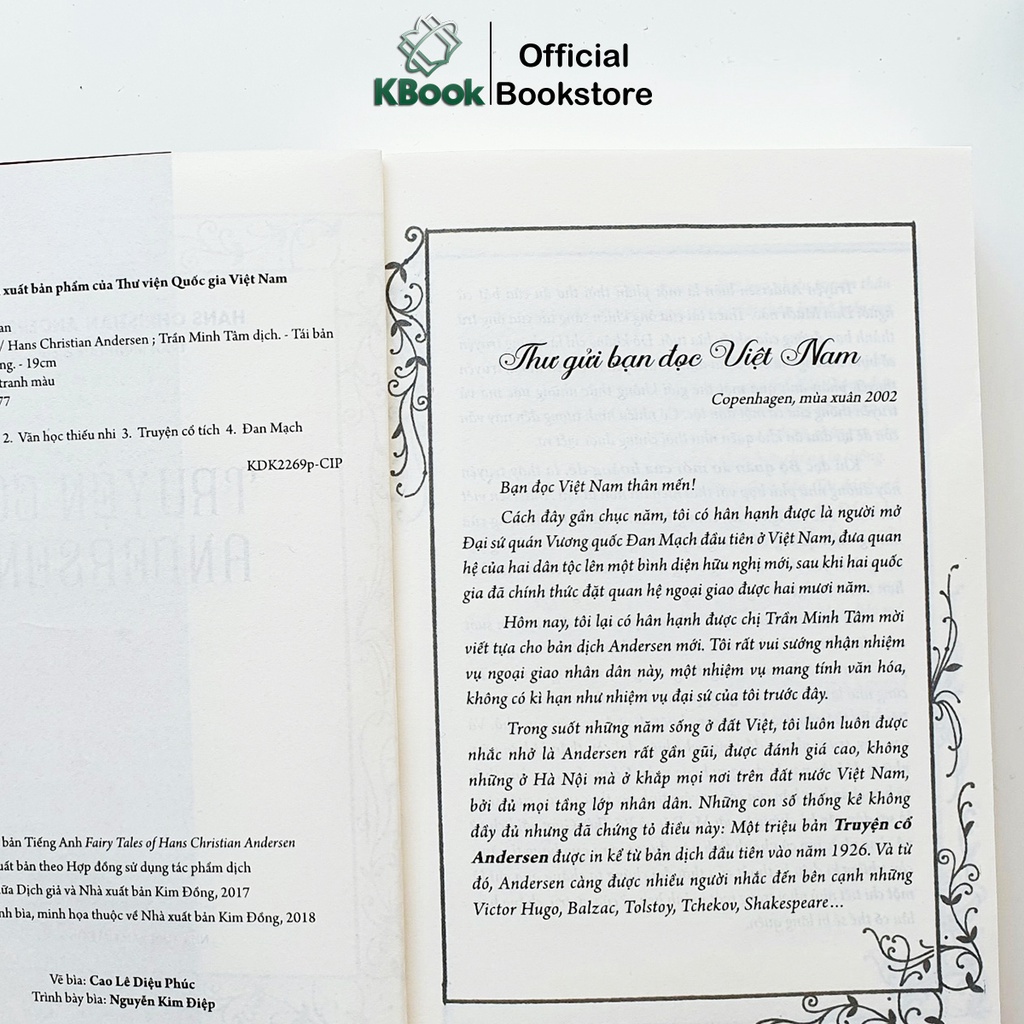 KBook
Official
Bookstore
xuất bản phẩm của Thư viện Quốc gia Việt Nam
/ Hans Christian Andersen ; Trần Minh Tâm dịch. - Tái bản
- 19cm
tranh màu
2. Văn học thiếu nhi 3. Truyện cổ tích 4. Đan Mạch
KDK2269p-CIP
bản Tiếng Anh Fairy Tales of Hans Christian Andersen
xuất bản theo Hợp đồng sử dụng tác phẩm dịch
Dịch giả và Nhà xuất bản Kim Đồng, 2017
bìa, minh họa thuộc về Nhà xuất bản Kim Đồng, 2018
Vẽ bìa: Cao Lê Diệu Phúc
Trình bày bìa: Nguyễn Kim Điệp
Thư gửi bạn đọc Việt Nam
Copenhagen, mùa xuân 2002
Bạn đọc Việt Nam thân mến!
Cách đây gần chục năm, tôi có hân hạnh được là người mở
Đại sứ quán Vương quốc Đan Mạch đầu tiên ở Việt Nam, đưa quan
hệ của hai dân tộc lên một bình diện hữu nghị mới, sau khi hai quốc
gia đã chính thức đặt quan hệ ngoại giao được hai mươi năm.
Hôm nay, tôi lại có hân hạnh được chị Trần Minh Tâm mời
viết tựa cho bản dịch Andersen mới. Tôi rất vui sướng nhận nhiệm
vụ ngoại giao nhân dân này, một nhiệm vụ mang tính văn hóa,
không có kì hạn như nhiệm vụ đại sứ của tôi trước đây.
Trong suốt những năm sống ở đất Việt, tôi luôn luôn được
nhắc nhở là Andersen rất gần gũi, được đánh giá cao, không
những ở Hà Nội mà ở khắp mọi nơi trên đất nước Việt Nam,
bởi đủ mọi tầng lớp nhân dân. Những con số thống kê không
đầy đủ nhưng đã chứng tỏ điều này: Một triệu bản Truyện cổ
Andersen được in kể từ bản dịch đầu tiên vào năm 1926. Và từ
đó, Andersen càng được nhiều người nhắc đến bên cạnh những
Victor Hugo, Balzac, Tolstoy, Tchekov, Shakespeare...